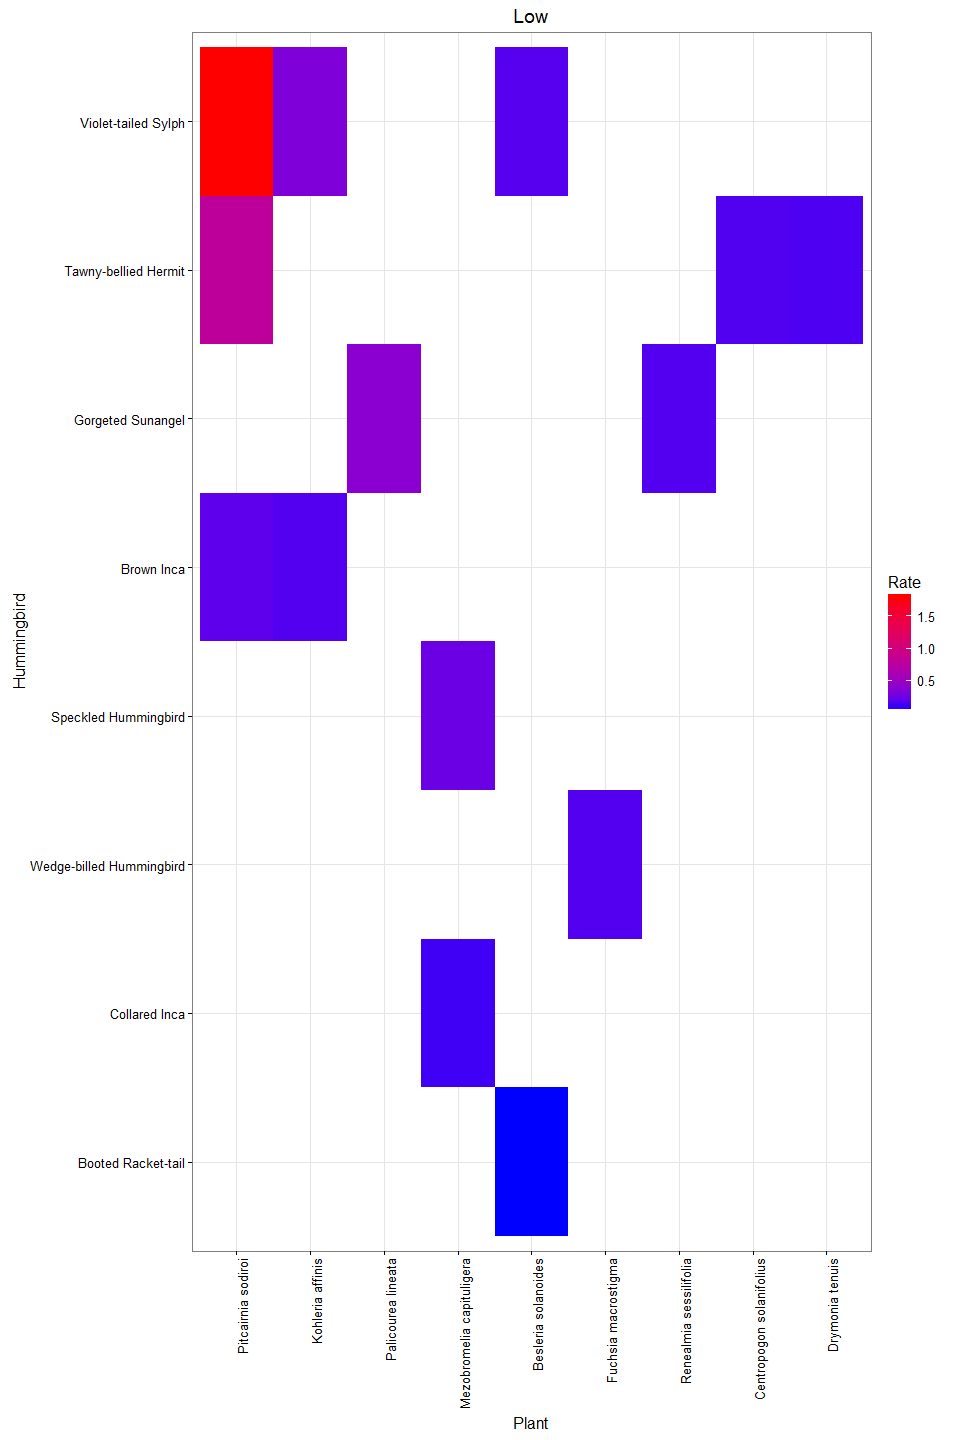 Low
Hummingbird
Violet-tailed Sylph
Tawny-bellied Hermit
Gorgeted Sunangel
Brown Inca
Speckled Hummingbird
Wedge-billed Hummingbird
Collared Inca
Booted Racket-tail
Rate
1.5
1.0
0.5
Pitcairnia sodiroi
Kohleria affinis
Palicourea lineata
Mezobromelia capituligera
Besleria solanoides
Fuchsia macrostigma
Renealmia sessilifolia
Centropogon solanifolius
Drymonia tenuis
Plant